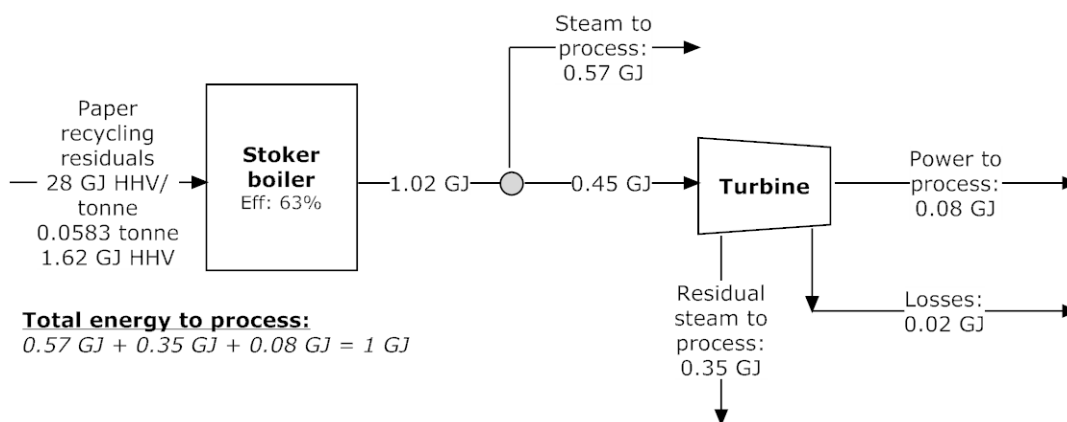 Steam to
process:
0.57 GJ
Paper
recycling
residuals
28 GJ HHV/
tonne
0.0583 tonne
1.62 GJ HHV
Stoker
boiler
Eff: 63%
1.02 GJ
0.45 GJ
Turbine
Power to
process:
0.08 GJ
Residual
steam to
process:
0.35 GJ
Losses:
0.02 GJ
Total energy to process:
0.57 GJ + 0.35 GJ + 0.08 GJ = 1 GJ